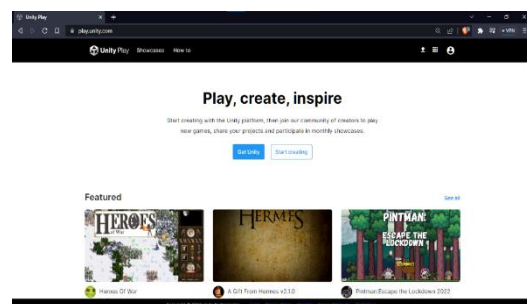 Unity Play
play.unity.com
VPN
Unity Play Showcases How to
Play, create, inspire
Start creating with the Unity platform, then join our community of creators to play
new games, share your projects and participate in monthly showcases.
Get Unity Start creating
Featured See all
HEROES
of War
HERMES
PINTMAN:
ESCAPE THE
LOCKDOWN
Heroes Of War
A Gift From Hermes v2.1.0
Pintman Escape the Lockdown 2022